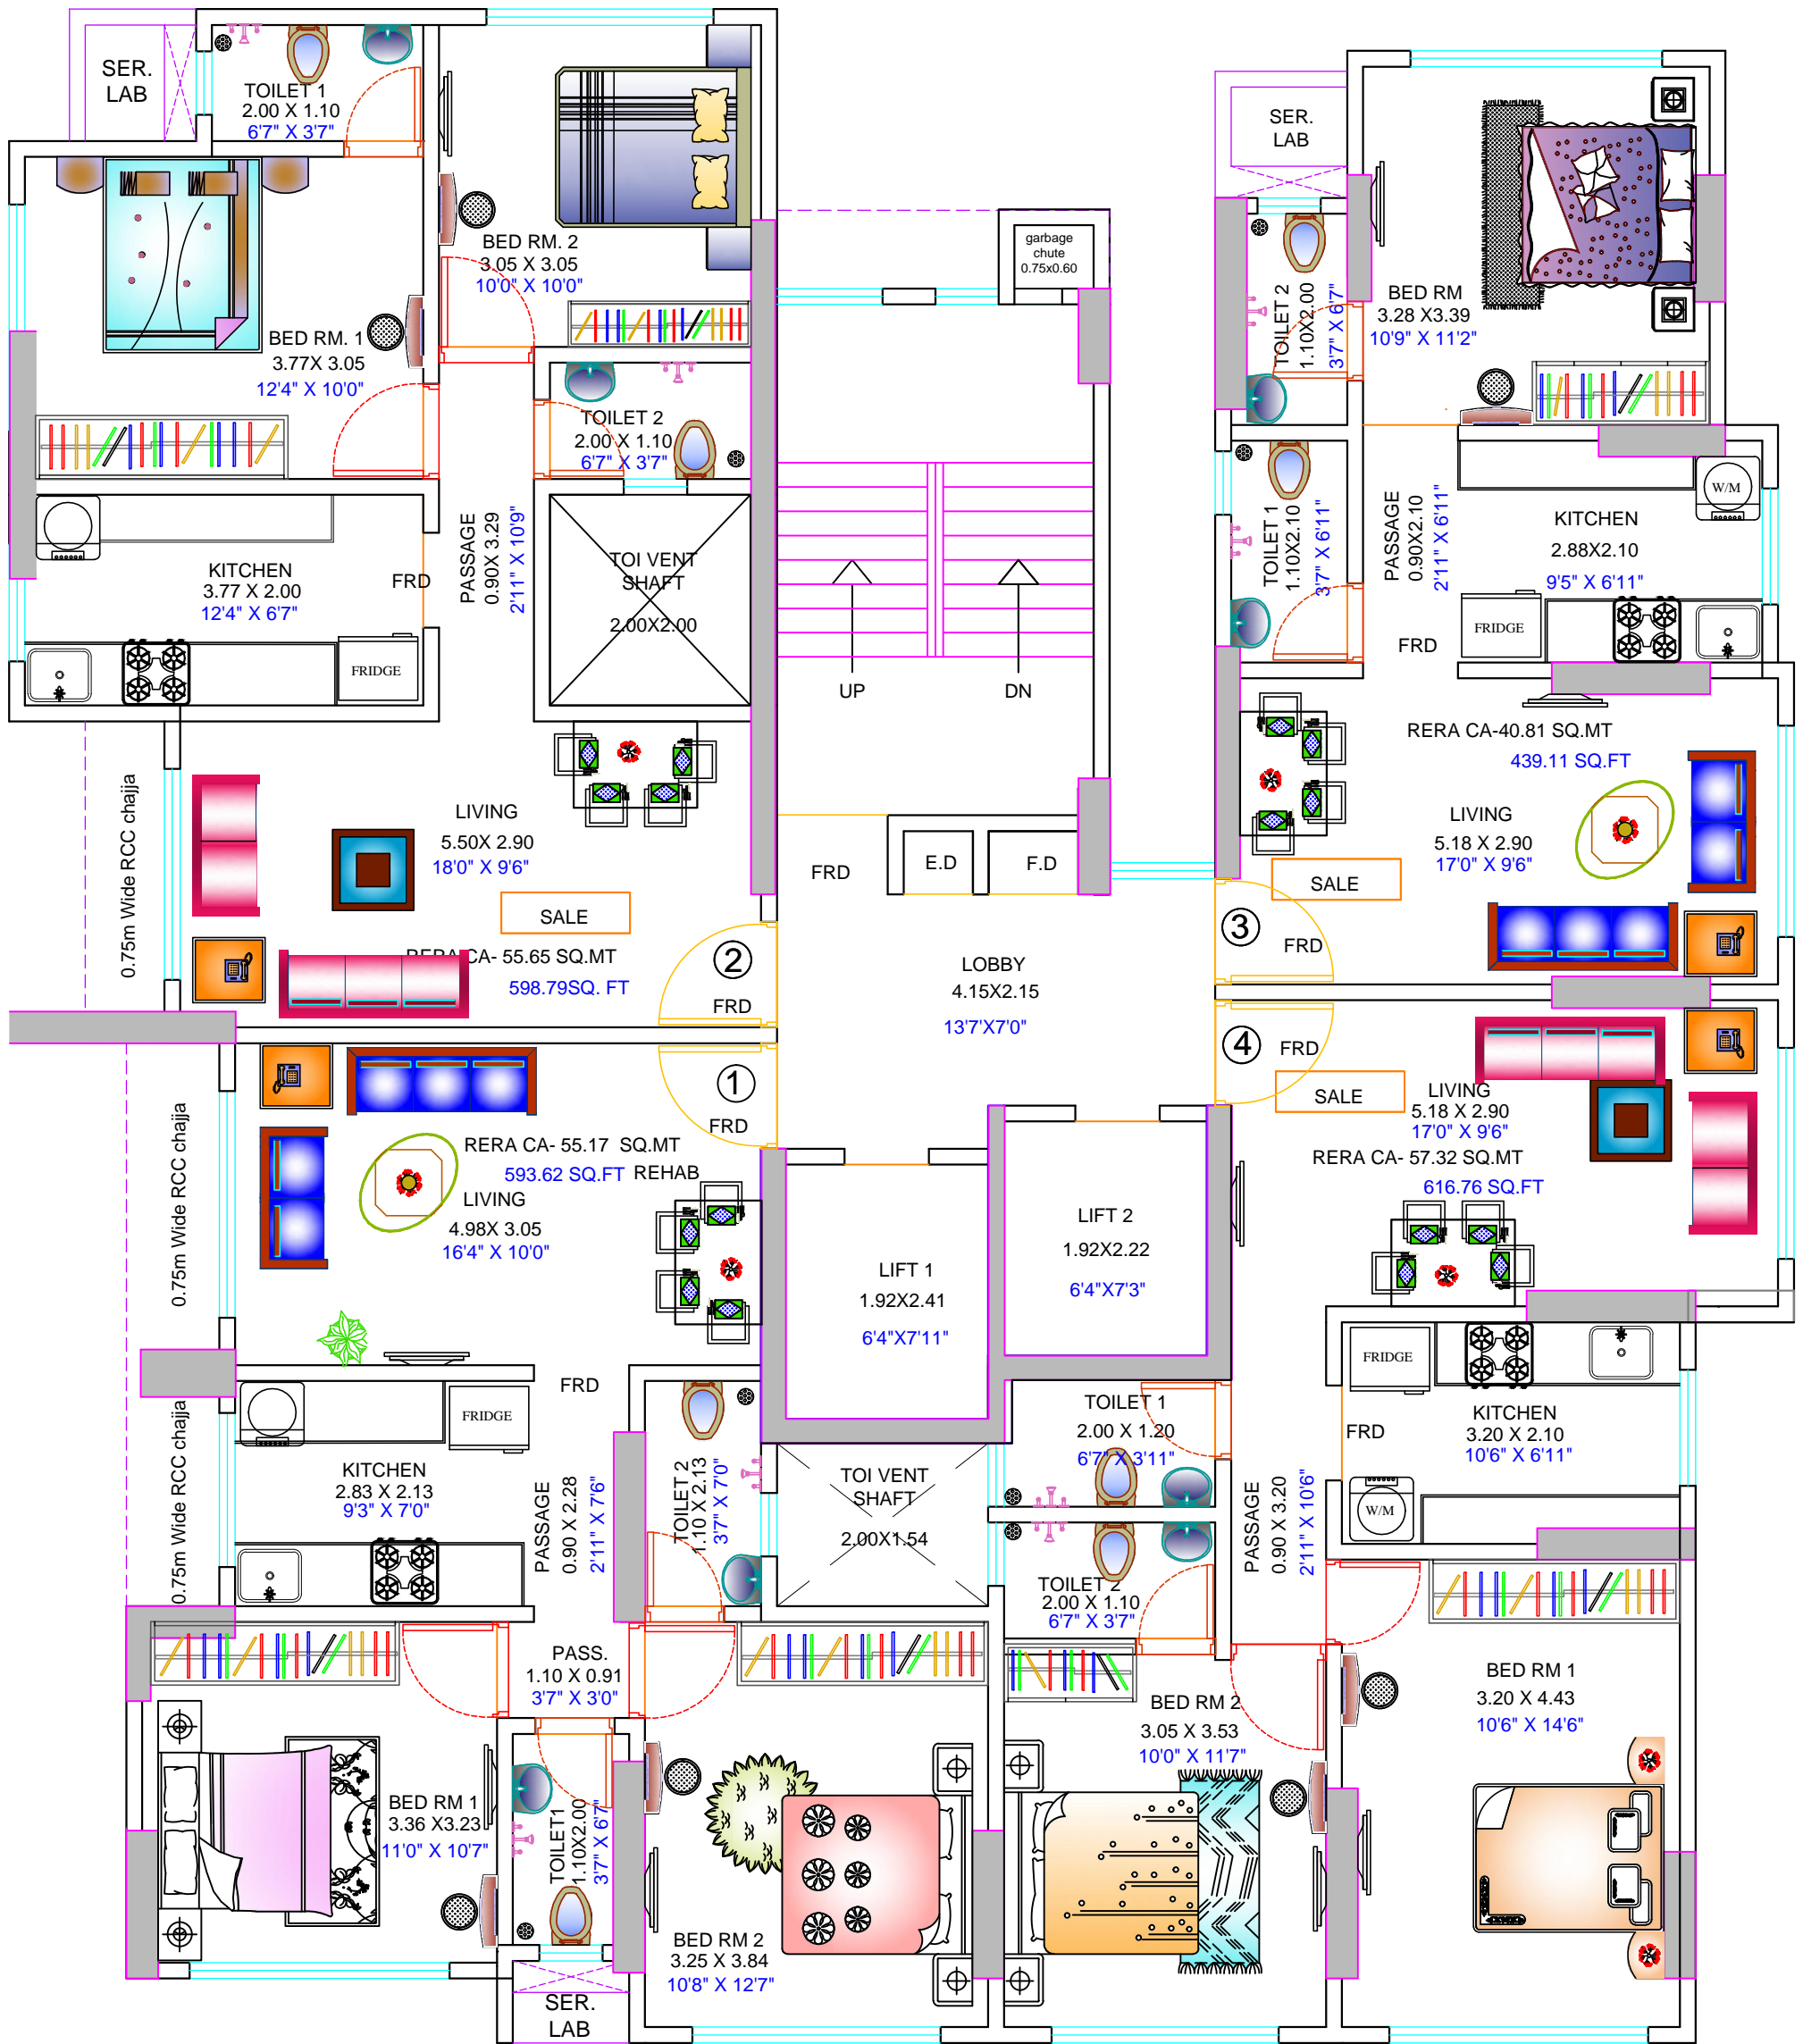 SER.
LAB
TOILET 1
2.00 X 1.10
6'7" X 3'7"
BED RM. 2
3.05 X 3.05
10'0" X 10'0"
BED RM. 1
3.77X 3.05
12'4" X 10'0"
TOILET 2
2.00 X 1.10
6'7" X 3'7"
KITCHEN
3.77 X 2.00
12'4" X 6'7"
FRD
FRIDGE
PASSAGE
0.90X 3.29
2'11" X 10'9"
TOI VENT
SHAFT
2.00X2.00
0.75m Wide RCC chajja
LIVING
5.50X 2.90
18'0" X 9'6"
SALE
RERA CA- 55.65 SQ.MT
598.79SQ. FT
2
FRD
garbage
chute
0.75x0.60
UP
DN
FRD
E.D
F.D
LOBBY
4.15X2.15
13'7'X7'0"
SER.
LAB
TOILET 2
1.10X2.00
3'7" X 6'7"
BED RM
3.28 X3.39
10'9" X 11'2"
TOILET 1
1.10X2.10
3'7" X 6'11"
PASSAGE
0.90X2.10
2'11" X 6'11"
W/M
KITCHEN
2.88X2.10
9'5" X 6'11"
FRIDGE
FRD
RERA CA-40.81 SQ.MT
439.11 SQ.FT
LIVING
5.18 X 2.90
17'0" X 9'6"
SALE
3
FRD
4
FRD
SALE
LIVING
5.18 X 2.90
17'0" X 9'6"
RERA CA- 57.32 SQ.MT
616.76 SQ.FT
1
FRD
0.75m Wide RCC chajja
RERA CA- 55.17 SQ.MT
593.62 SQ.FT REHAB
LIVING
4.98X 3.05
16'4" X 10'0"
LIFT 1
1.92X2.41
6'4"X7'11"
LIFT 2
1.92X2.22
6'4"X7'3"
FRD
FRIDGE
0.75m Wide RCC chajja
KITCHEN
2.83 X 2.13
9'3" X 7'0"
PASSAGE
0.90 X 2.28
2'11" X 7'6"
TOILET 2
1.10 X 2.13
3'7" X 7'0"
TOI VENT
SHAFT
2.00X1.54
TOILET 1
2.00 X 1.20
6'7" X 3'11"
TOILET 2
2.00 X 1.10
6'7" X 3'7"
PASSAGE
0.90 X 3.20
2'11" X 10'6"
FRIDGE
FRD
KITCHEN
3.20 X 2.10
10'6" X 6'11"
W/M
PASS.
1.10 X 0.91
3'7" X 3'0"
BED RM 1
3.36 X3.23
11'0" X 10'7"
TOILET1
1.10X2.00
3'7" X 6'7"
SER.
LAB
BED RM 2
3.25 X 3.84
10'8" X 12'7"
BED RM 2
3.05 X 3.53
10'0" X 11'7"
BED RM 1
3.20 X 4.43
10'6" X 14'6"